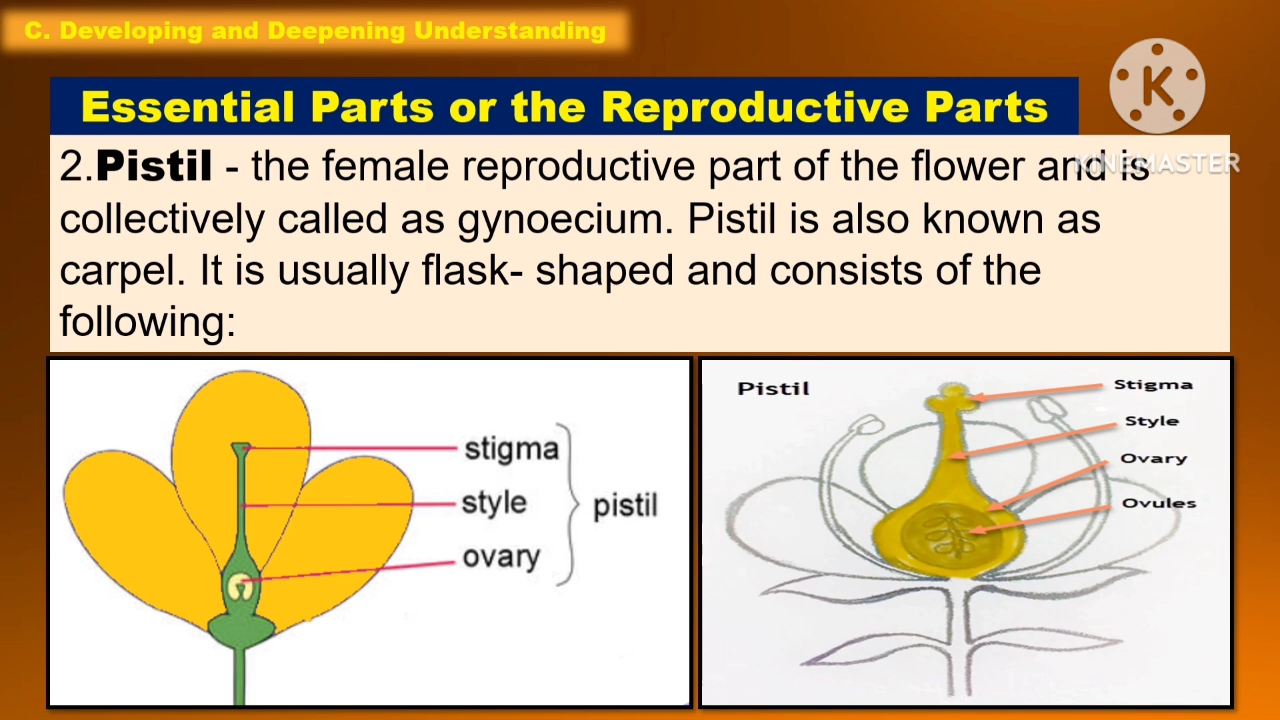 C. Developing and Deepening Understanding
Essential Parts or the Reproductive Parts
K
KINEMASTER
2.Pistil - the female reproductive part of the flower and is
collectively called as gynoecium. Pistil is also known as
carpel. It is usually flask- shaped and consists of the
following:
stigma
style
ovary
pistil
Pistil
Stigma
Style
Ovary
Ovules